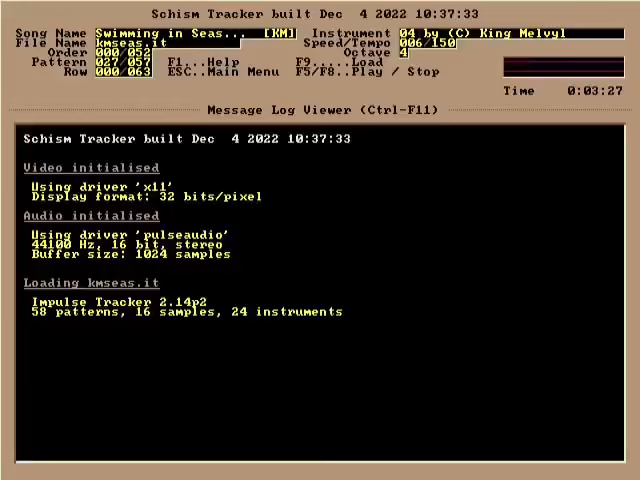 Schism Tracker built Dec  4 2022 10:37:33
Song Name Swimming in Seas... [KM] Instrument 04 by (C) King Melvyl
File Name kmseas.it Speed/Tempo 006/150
Order 000/052 Octave 4
Pattern 027/057 F1...Help F9.....Load
Row 000/063 ESC..Main Menu F5/F8..Play / Stop
Time 0:03:27
Message Log Viewer (Ctrl-F11)
Schism Tracker built Dec  4 2022 10:37:33
Video initialised
Using driver 'x11'
Display format: 32 bits/pixel
Audio initialised
Using driver 'pulseaudio'
44100 Hz, 16 bit, stereo
Buffer size: 1024 samples
Loading kmseas.it
Impulse Tracker 2.14p2
58 patterns, 16 samples, 24 instruments